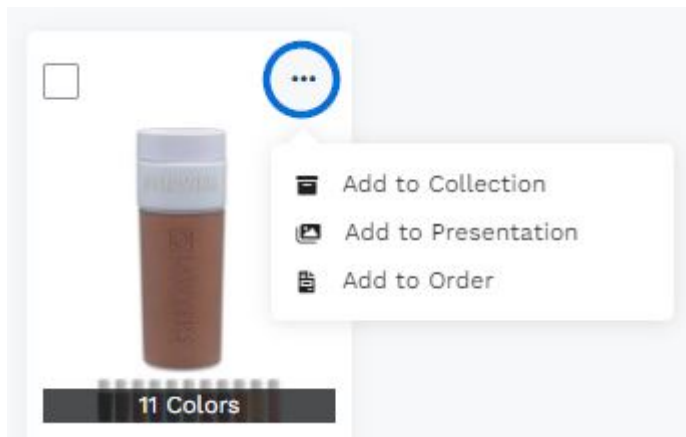 Add to Collection
Add to Presentation
Add to Order
11 Colors